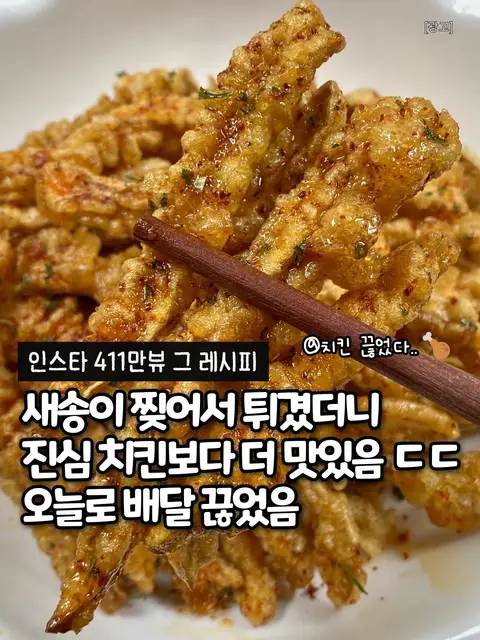 [광고]
@치킨 끊었다..
인스타 411만뷰 그 레시피
새송이 찢어서 튀겼더니
진심 치킨보다 더 맛있음 ㄷㄷ
오늘로 배달 끊었음